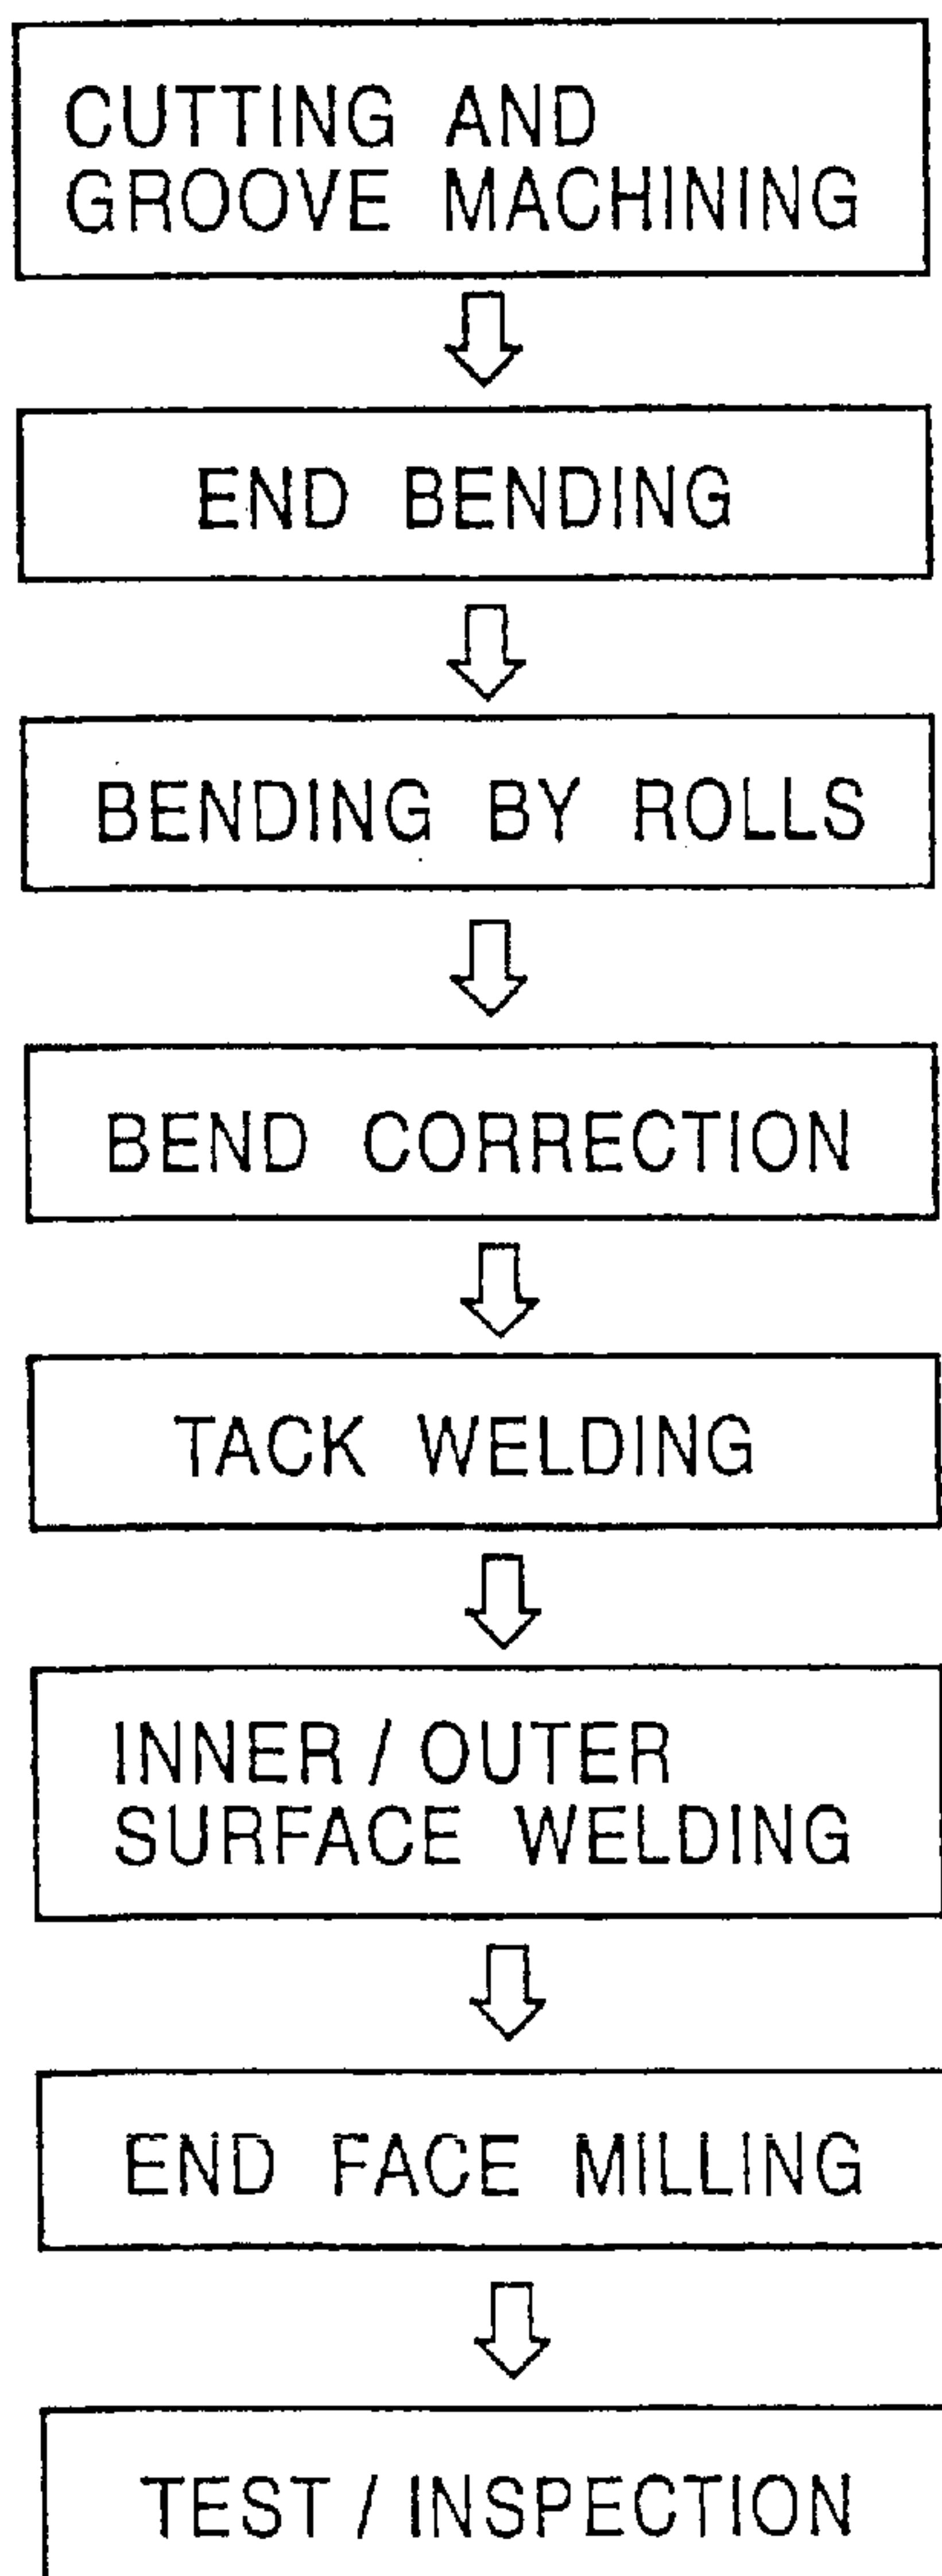 CUTTING AND
GROOVE MACHINING
END BENDING
BENDING BY ROLLS
BEND CORRECTION
TACK WELDING
INNER / OUTER
SURFACE WELDING
END FACE MILLING
TEST / INSPECTION